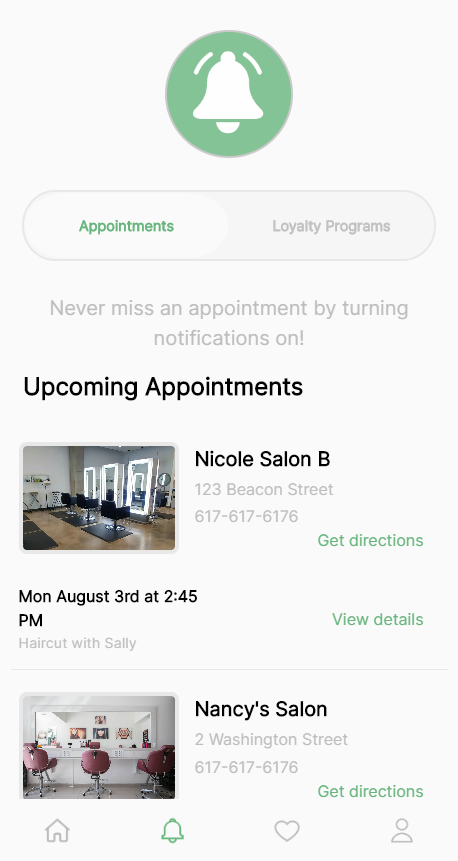 Appointments
Loyalty Programs
Never miss an appointment by turning
notifications on!
Upcoming Appointments
Nicole Salon B
123 Beacon Street
617-617-6176
Get directions
Mon August 3rd at 2:45
PM
View details
Haircut with Sally
Nancy's Salon
2 Washington Street
617-617-6176
Get directions